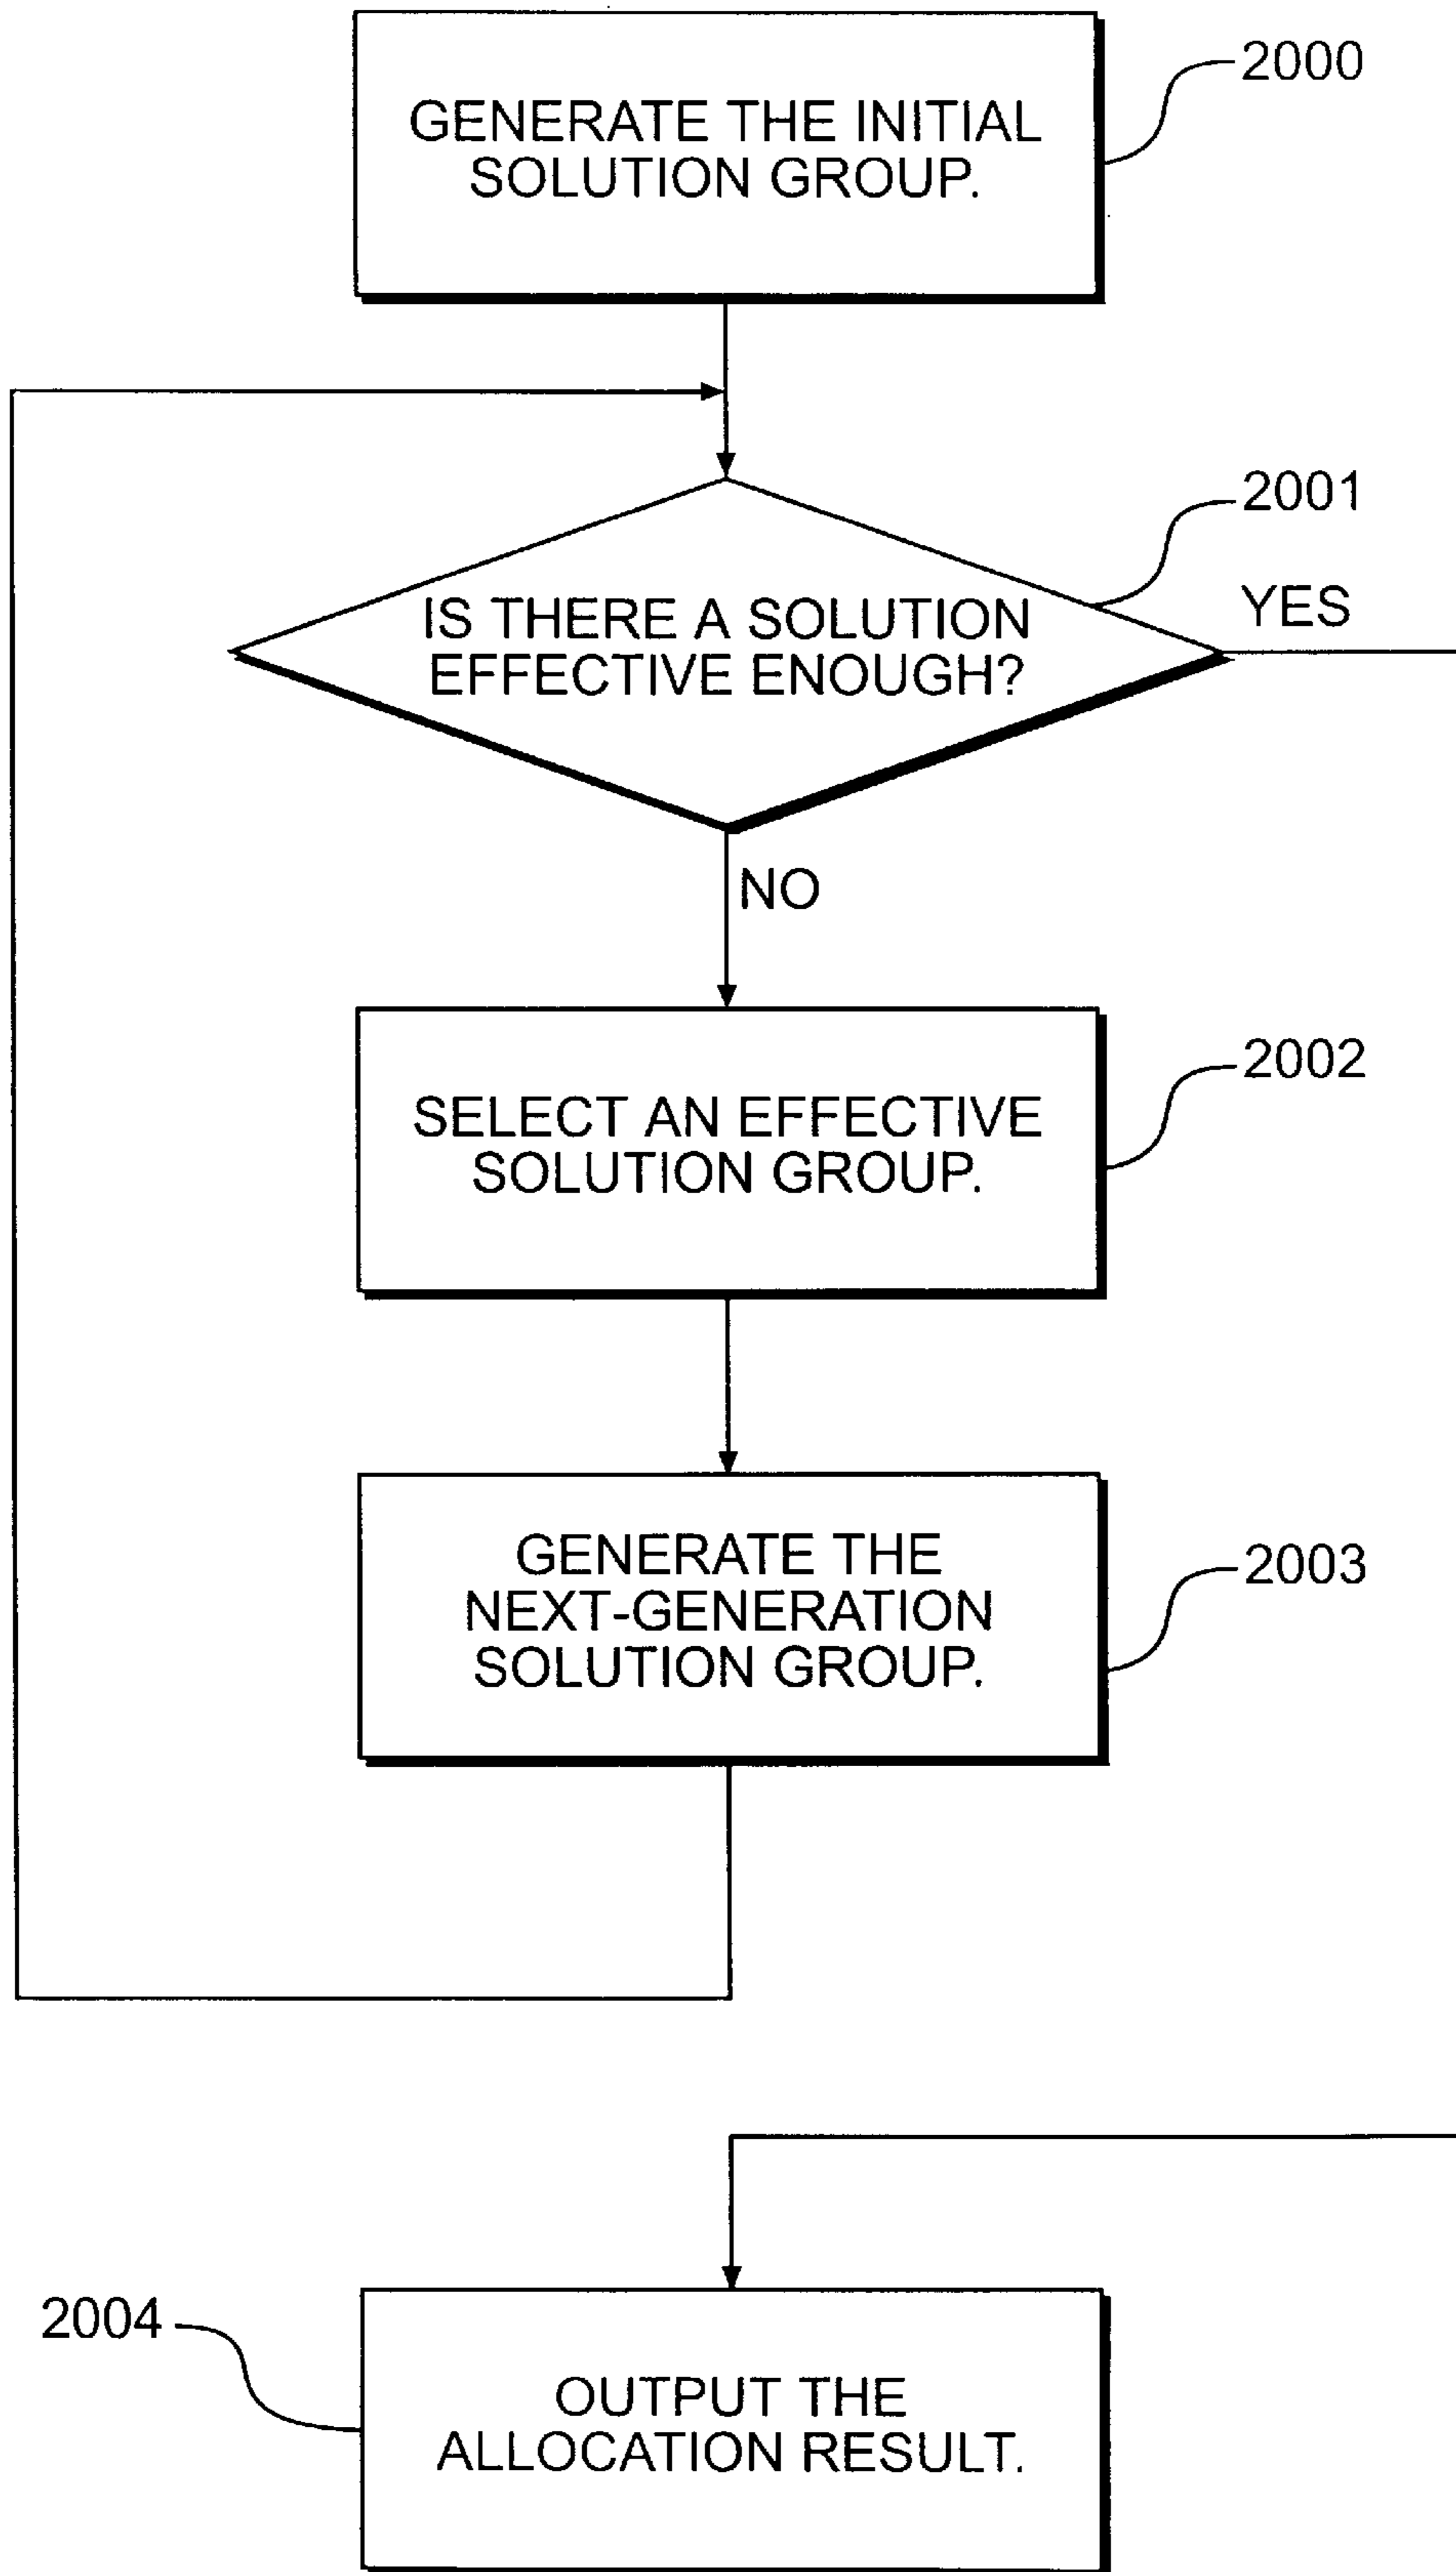 GENERATE THE INITIAL
SOLUTION GROUP.
2000
2001
IS THERE A SOLUTION
EFFECTIVE ENOUGH?
YES
NO
2002
SELECT AN EFFECTIVE
SOLUTION GROUP.
GENERATE THE
NEXT-GENERATION
SOLUTION GROUP.
2003
2004
OUTPUT THE
ALLOCATION RESULT.